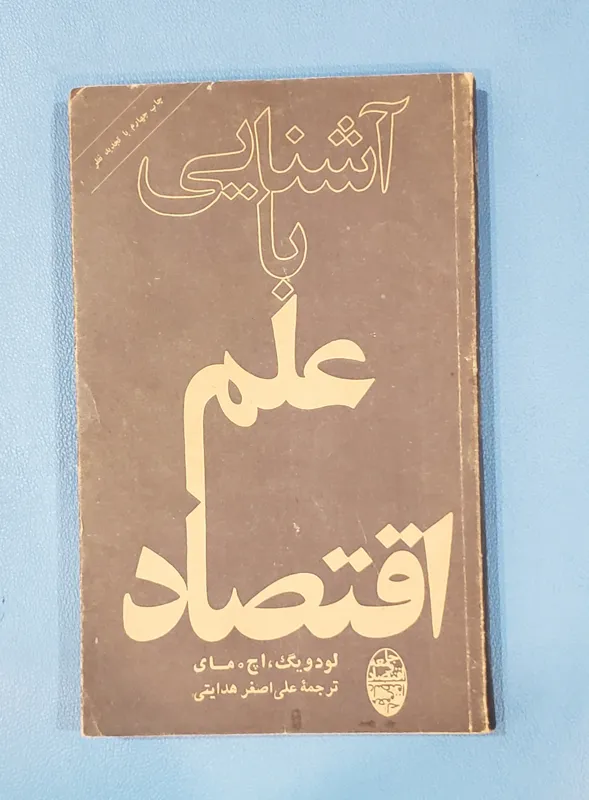 چاپ چهارم با تجدید نظر
آشنایی
با
علم
اقتصاد
لودویگ، اچ. مای
ترجمهٔ علی اصغر هدایتی